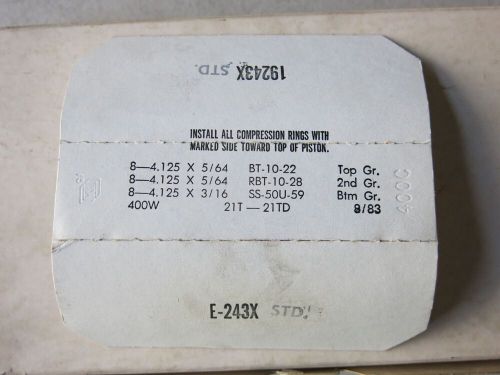 19243X STD.
INSTALL ALL COMPRESSION RINGS WITH
MARKED SIDE TOWARD TOP OF PISTON.
8—4.125 X 5/64 BT-10-22 Top Gr.
8—4.125 X 5/64 RBT-10-28 2nd Gr.
8—4.125 X 3/16 SS-50U-59 Btm Gr.
400W 21T—21TD 9/83
E-243X STD.